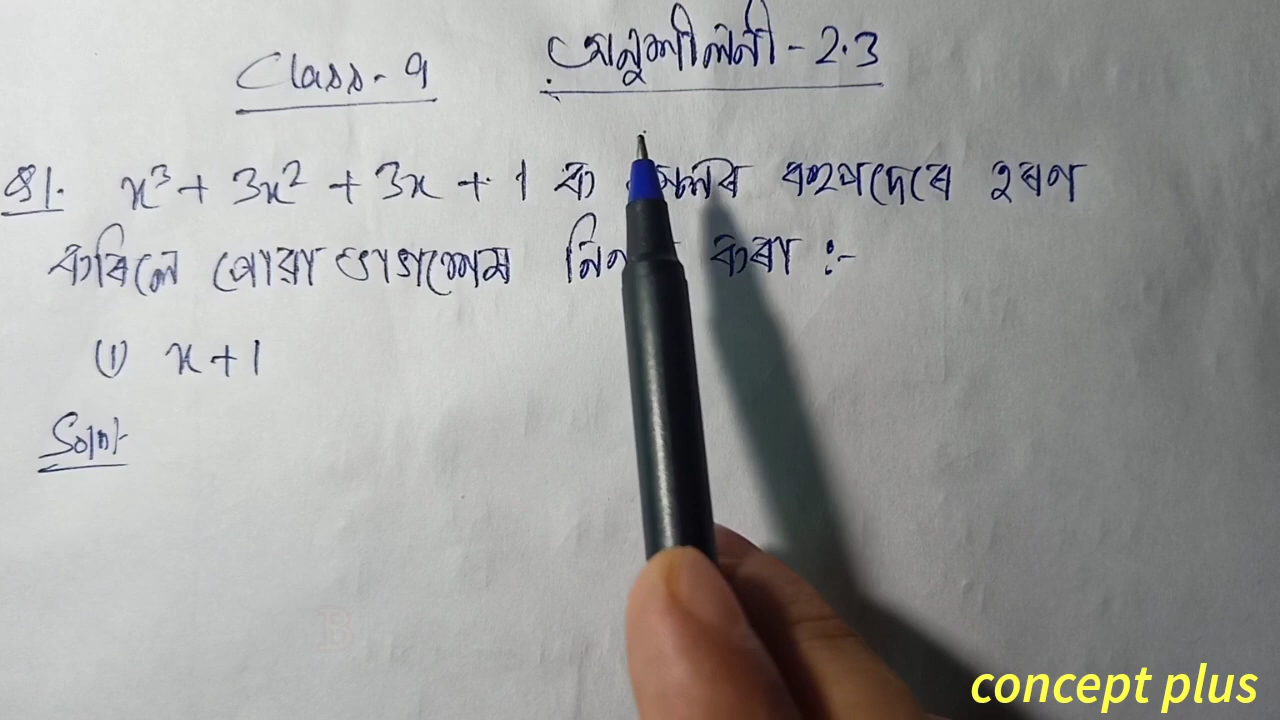 Class - 9 অনুশীলনী - 2.3
Q1. x³ + 3x² + 3x + 1 ক বহুপদেৰে হৰণ
কৰিলে পোৱা ভাগশেষ কৰা :-
(i) x + 1
Soln:-
concept plus